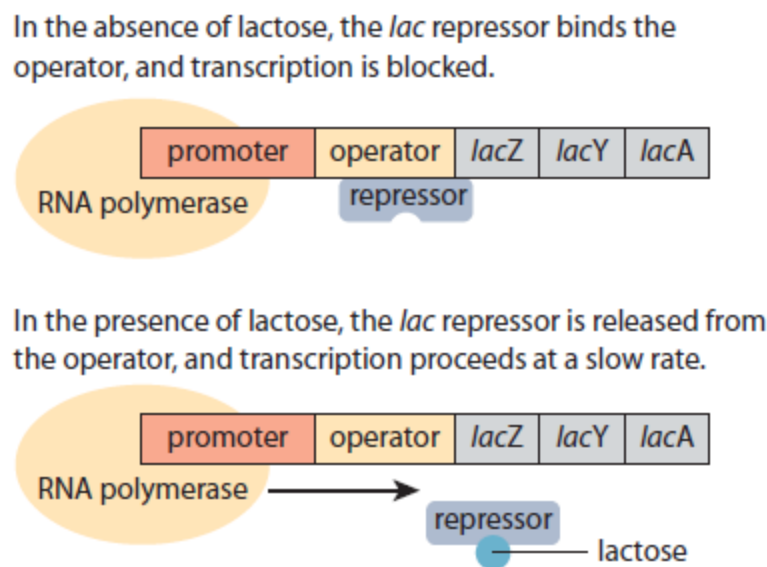 In the absence of lactose, the lac repressor binds the
operator, and transcription is blocked.
promoter operator lacZ lacY lacA
RNA polymerase repressor
In the presence of lactose, the lac repressor is released from
the operator, and transcription proceeds at a slow rate.
promoter operator lacZ lacY lacA
RNA polymerase
repressor
lactose